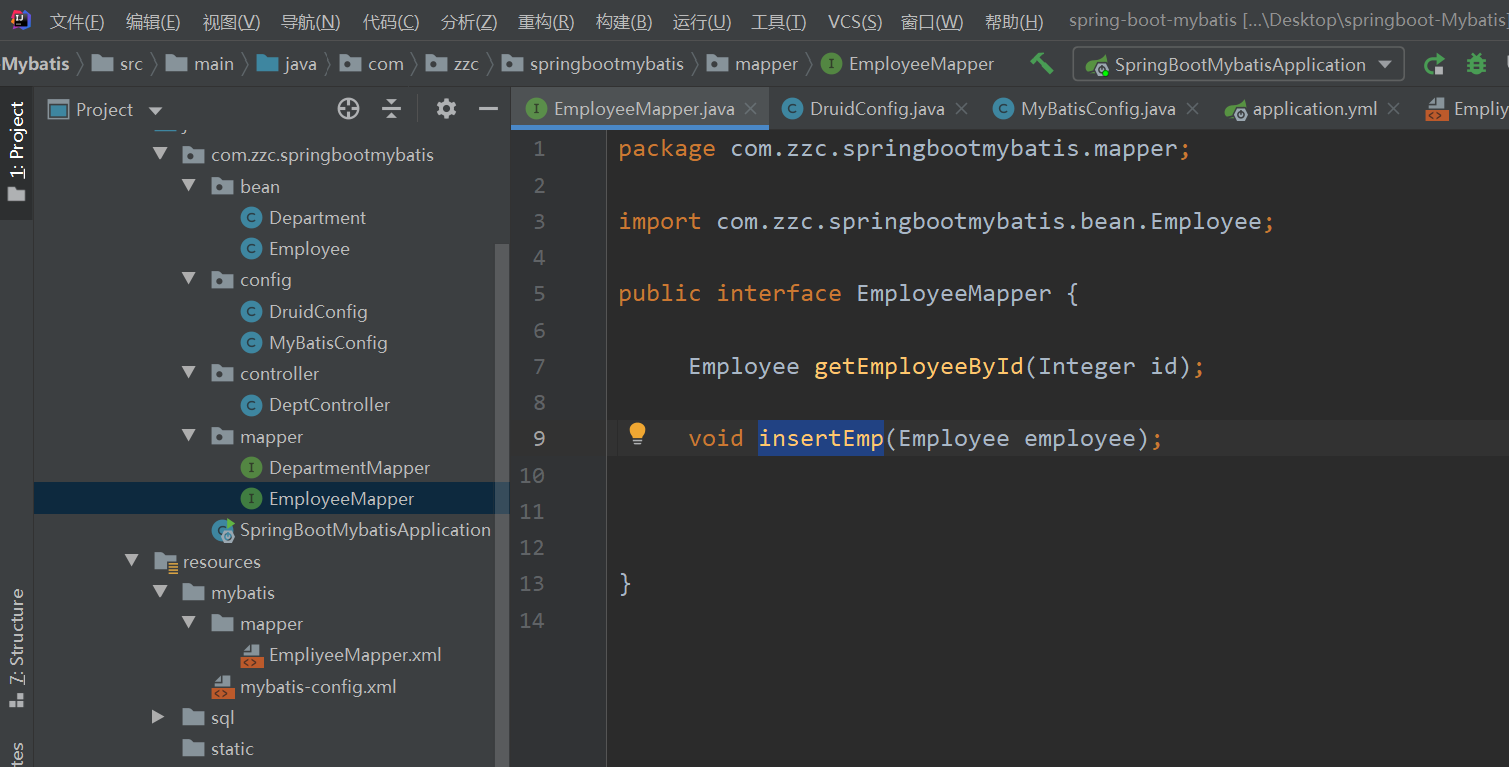 文件(F) 编辑(E) 视图(V) 导航(N) 代码(C) 分析(Z) 重构(R) 构建(B) 运行(U) 工具(T) VCS(S) 窗口(W) 帮助(H) spring-boot-mybatis [...\Desktop\springboot-Mybatis]
-Mybatis src main java com zzc springbootmybatis mapper EmployeeMapper SpringBootMybatisApplication
1: Project
Project
EmployeeMapper.java DruidConfig.java MyBatisConfig.java application.yml Empliy
com.zzc.springbootmybatis
bean
Department
Employee
config
DruidConfig
MyBatisConfig
controller
DeptController
mapper
DepartmentMapper
EmployeeMapper
SpringBootMybatisApplication
resources
mybatis
mapper
EmpliyeeMapper.xml
mybatis-config.xml
sql
static
7: Structure
1 package com.zzc.springbootmybatis.mapper;
2
3 import com.zzc.springbootmybatis.bean.Employee;
4
5 public interface EmployeeMapper {
6
7 Employee getEmployeeById(Integer id);
8
9 void insertEmp(Employee employee);
10
11
12
13 }
14